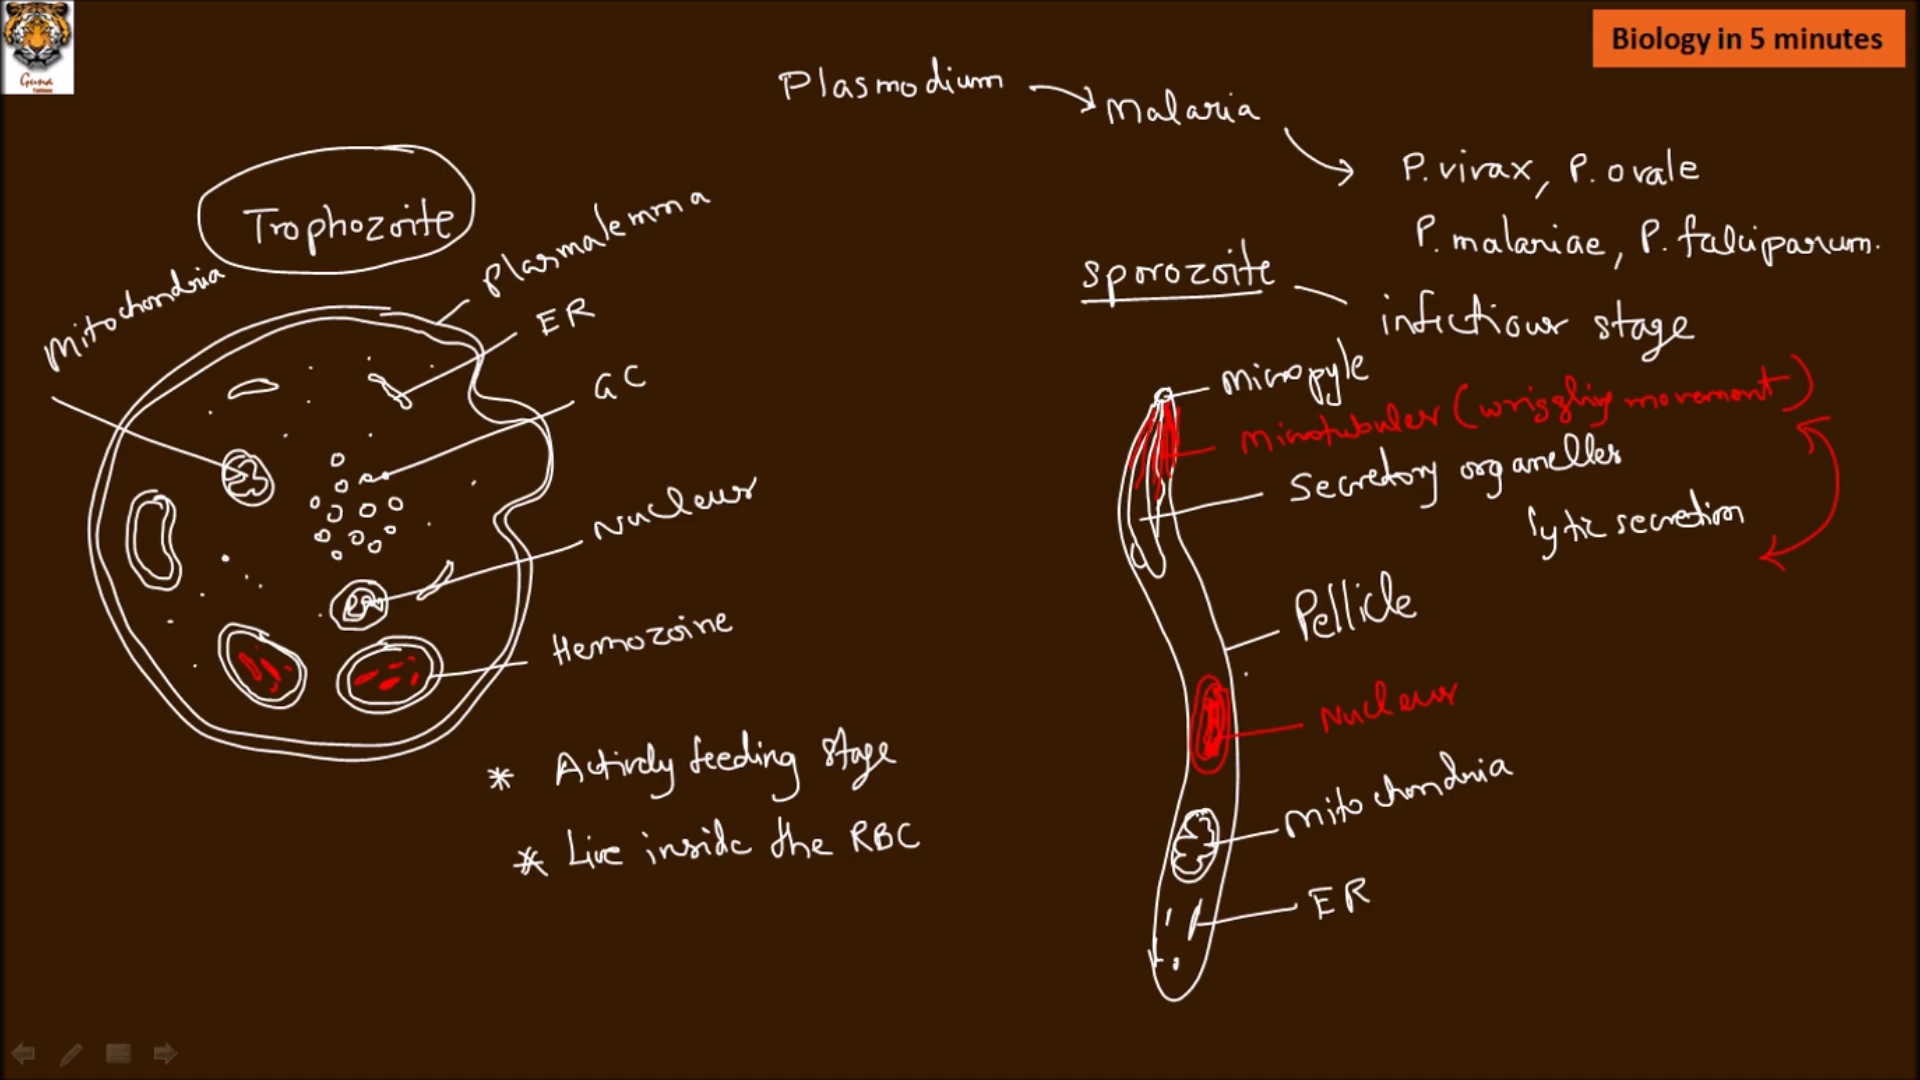 Guna
Biology in 5 minutes
Plasmodium
Malaria
P. virax, P. ovale
P. malariae, P. falciparum.
Trophozoite
Mitochondria
plasmalemma
ER
GC
Nucleus
Hemozoine
* Actively feeding stage
* Live inside the RBC
sporozoite
infectious stage
Micropyle
Microtubules (wriggling movement)
Secretory organelles
lytic secretion
Pellicle
Nucleus
Mitochondria
ER